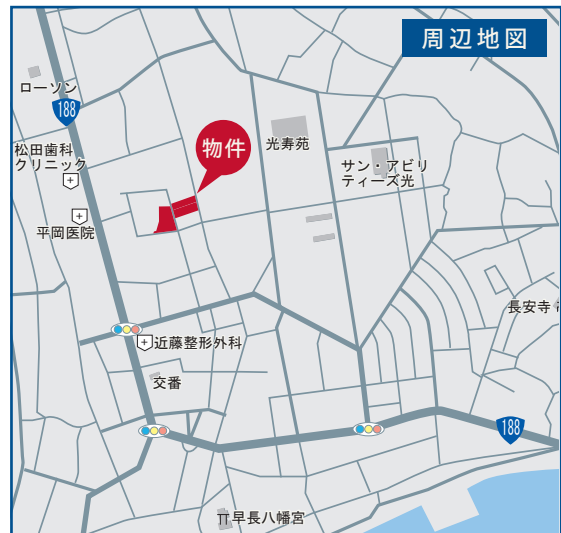 周辺地図
ローソン
188
松田歯科
クリニック
物件
光寿苑
サン・アビリ
ティーズ光
平岡医院
長安寺
近藤整形外科
交番
188
早長八幡宮